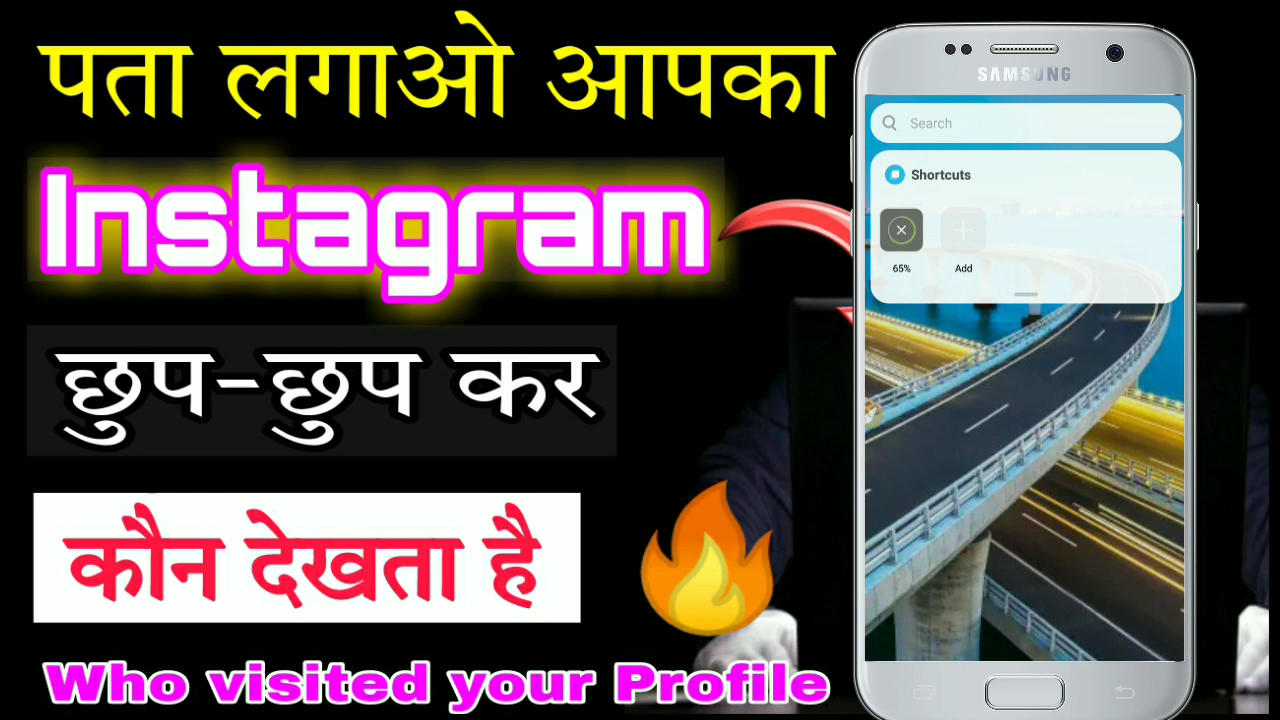 पता लगाओ आपका
Instagram
छुप-छुप कर
कौन देखता है
Who visited your Profile
SAMSUNG
Search
Shortcuts
65%
Add